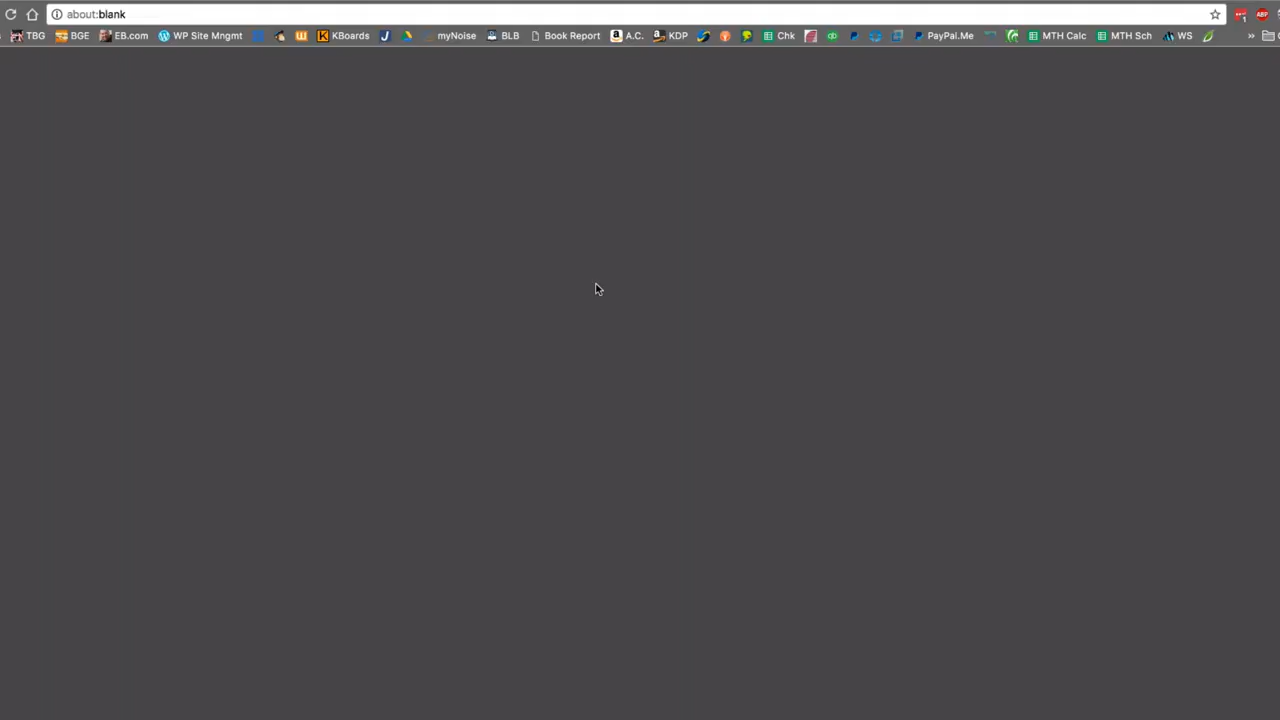 about:blank
TBG BGE EB.com WP Site Mngmt KBoards myNoise BLB Book Report A.C. KDP Chk PayPal.Me MTH Calc MTH Sch WS »